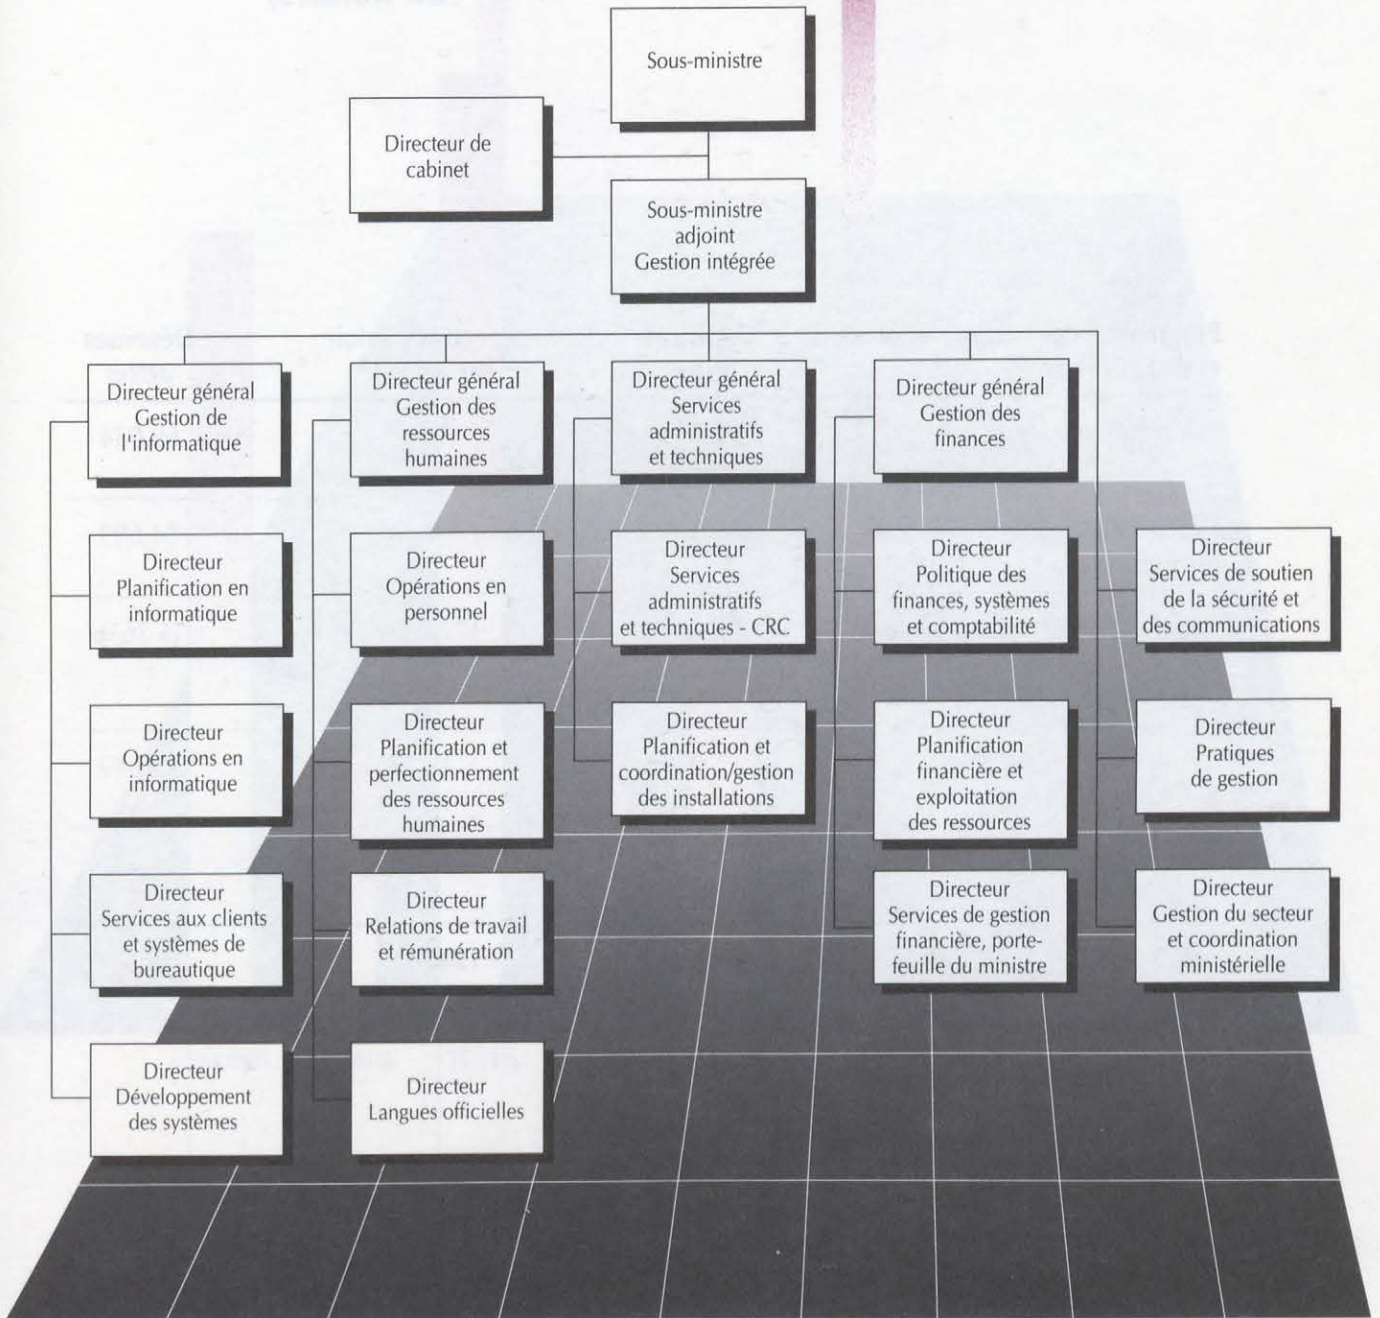 Sous-ministre
Directeur de
cabinet
Sous-ministre
adjoint
Gestion intégrée
Directeur général
Gestion de
l'informatique
Directeur général
Gestion des
ressources
humaines
Directeur général
Services
administratifs
et techniques
Directeur général
Gestion des
finances
Directeur
Planification en
informatique
Directeur
Opérations en
personnel
Directeur
Services
administratifs
et techniques - CRC
Directeur
Politique des
finances, systèmes
et comptabilité
Directeur
Services de soutien
de la sécurité et
des communications
Directeur
Opérations en
informatique
Directeur
Planification et
perfectionnement
des ressources
humaines
Directeur
Planification et
coordination/gestion
des installations
Directeur
Planification
financière et
exploitation
des ressources
Directeur
Pratiques
de gestion
Directeur
Services aux clients
et systèmes de
bureautique
Directeur
Relations de travail
et rémunération
Directeur
Services de gestion
financière, porte-
feuille du ministre
Directeur
Gestion du secteur
et coordination
ministérielle
Directeur
Développement
des systèmes
Directeur
Langues officielles